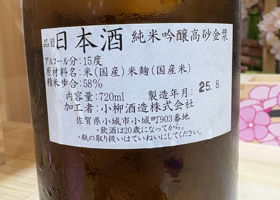 品目 日本酒 純米吟醸高砂金漿
アルコール分：15度
原材料名：米（国産）米麹（国産米）
精米歩合：58％
内容量：720ml 製造年月：25.8.
加工者：小柳酒造株式会社
佐賀県小城市小城町903番地
・飲酒は20歳になってから。
・瓶の取り扱いはていねいにしてください。